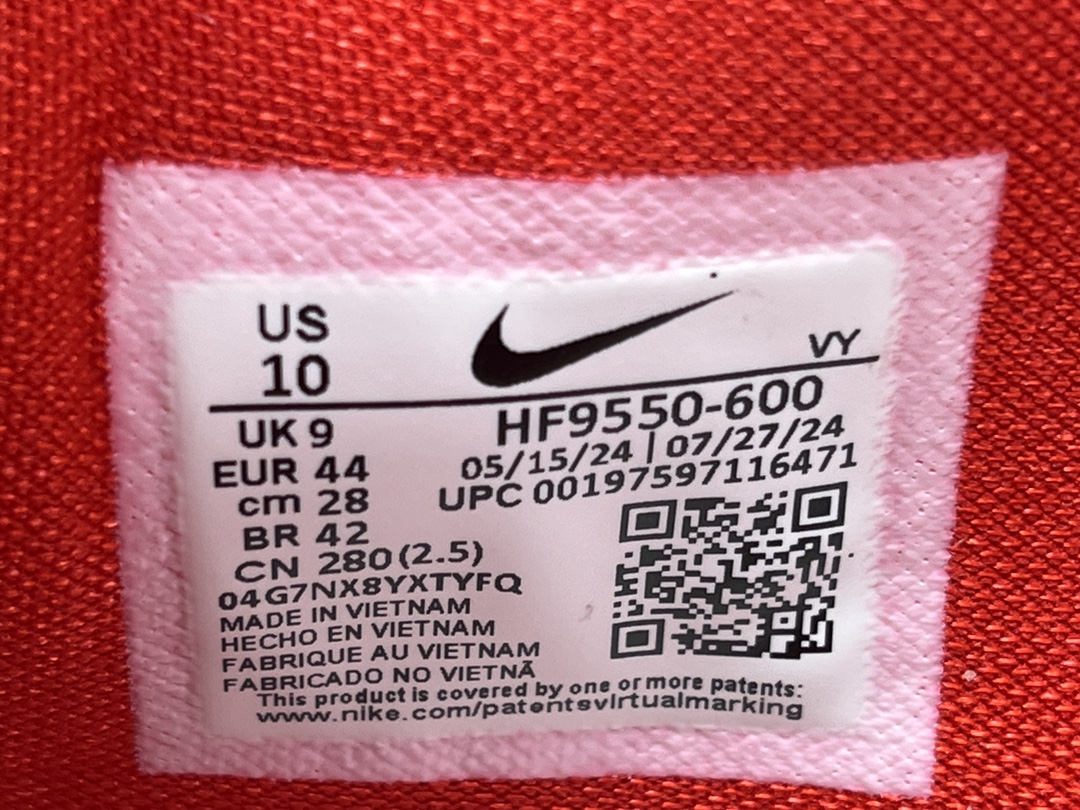 US
10
VY
UK 9
EUR 44
cm 28
BR 42
CN 280(2.5)
HF9550-600
05/15/24 | 07/27/24
UPC 00197597116471
04G7NX8YXTYFQ
MADE IN VIETNAM
HECHO EN VIETNAM
FABRIQUE AU VIETNAM
FABRICADO NO VIETNÃ
This product is covered by one or more patents:
www.nike.com/patentsvirtualmarking